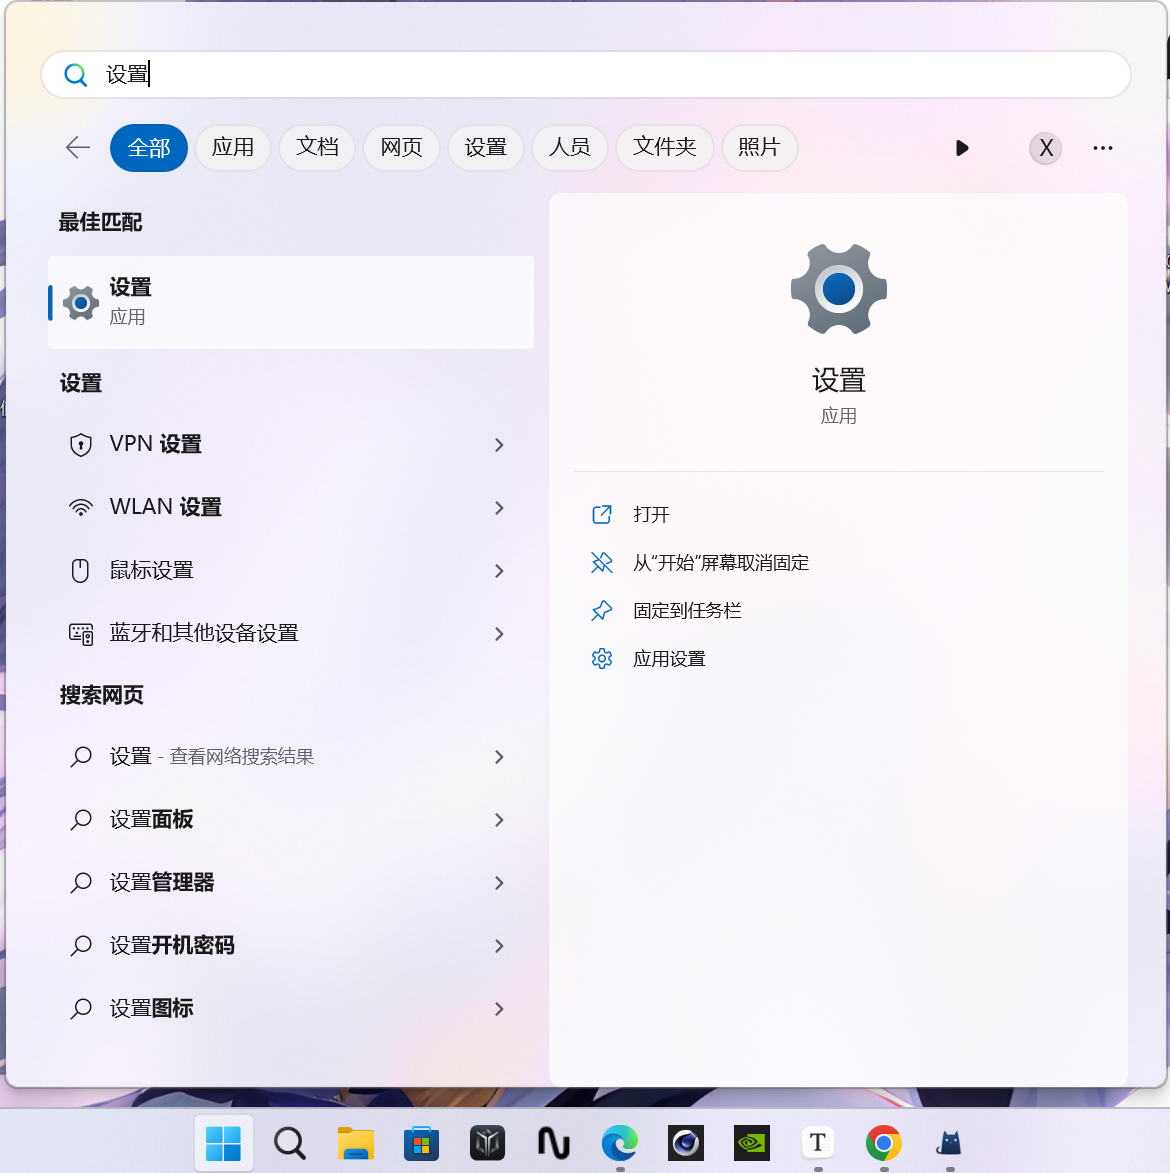 设置
全部 应用 文档 网页 设置 人员 文件夹 照片 X ···
最佳匹配
设置
应用
设置
VPN 设置
WLAN 设置
鼠标设置
蓝牙和其他设备设置
搜索网页
设置 - 查看网络搜索结果
设置面板
设置管理器
设置开机密码
设置图标
设置
应用
打开
从“开始”屏幕取消固定
固定到任务栏
应用设置
T